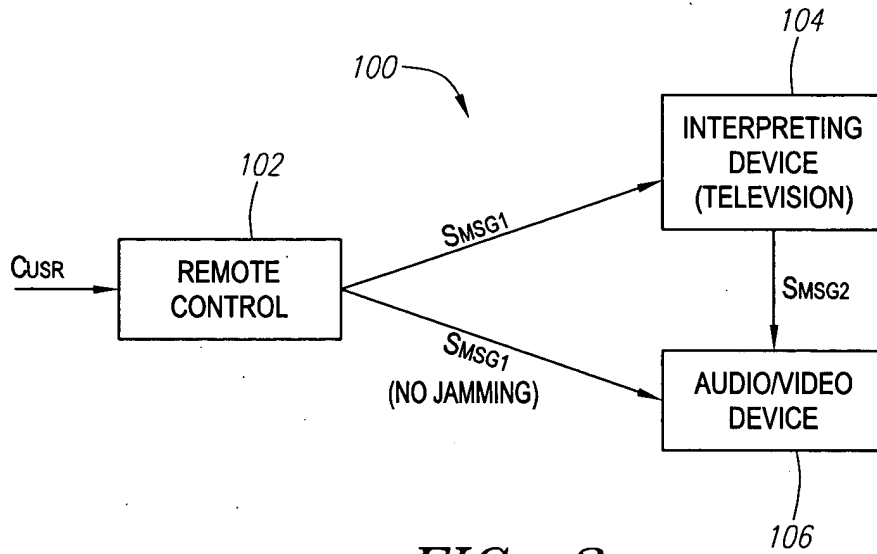 104
100
INTERPRETING
DEVICE
(TELEVISION)
102
SMSG1
CUSR
REMOTE
CONTROL
SMSG2
SMSG1
(NO JAMMING)
AUDIO/VIDEO
DEVICE
106